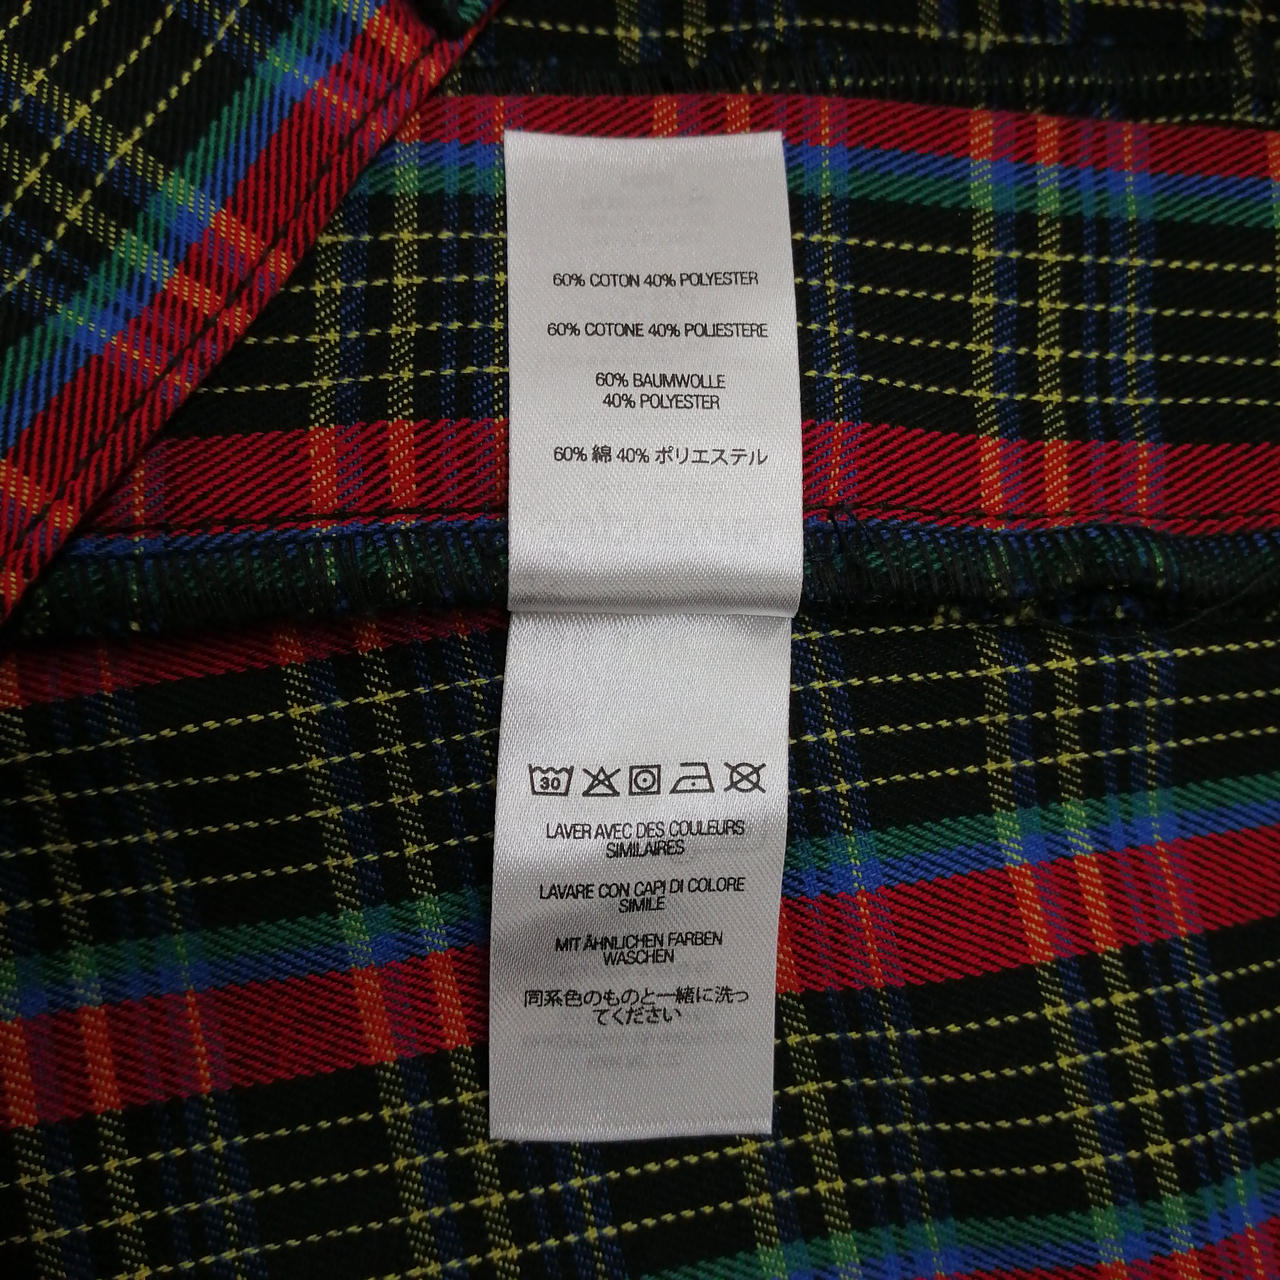 60% COTON 40% POLYESTER
60% COTONE 40% POLIESTERE
60% BAUMWOLLE
40% POLYESTER
60% 綿 40% ポリエステル
30
LAVER AVEC DES COULEURS
SIMILAIRES
LAVARE CON CAPI DI COLORE
SIMILE
MIT ÄHNLICHEN FARBEN
WASCHEN
同系色のものと一緒に洗っ
てください